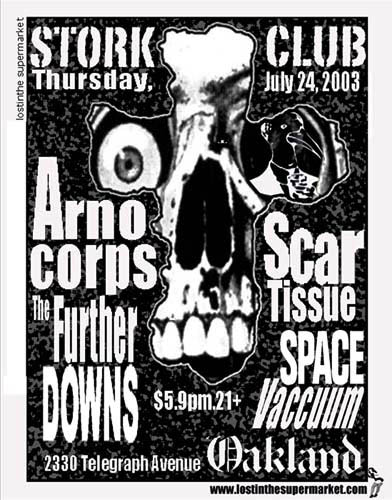 lostinthe supermarket
STORK CLUB
Thursday, July 24, 2003
Arno
corps
The Further
DOWNS
Scar
Tissue
SPACE
Vaccuum
$5.9pm.21+
2330 Telegraph Avenue Oakland
www.lostinthesupermarket.com